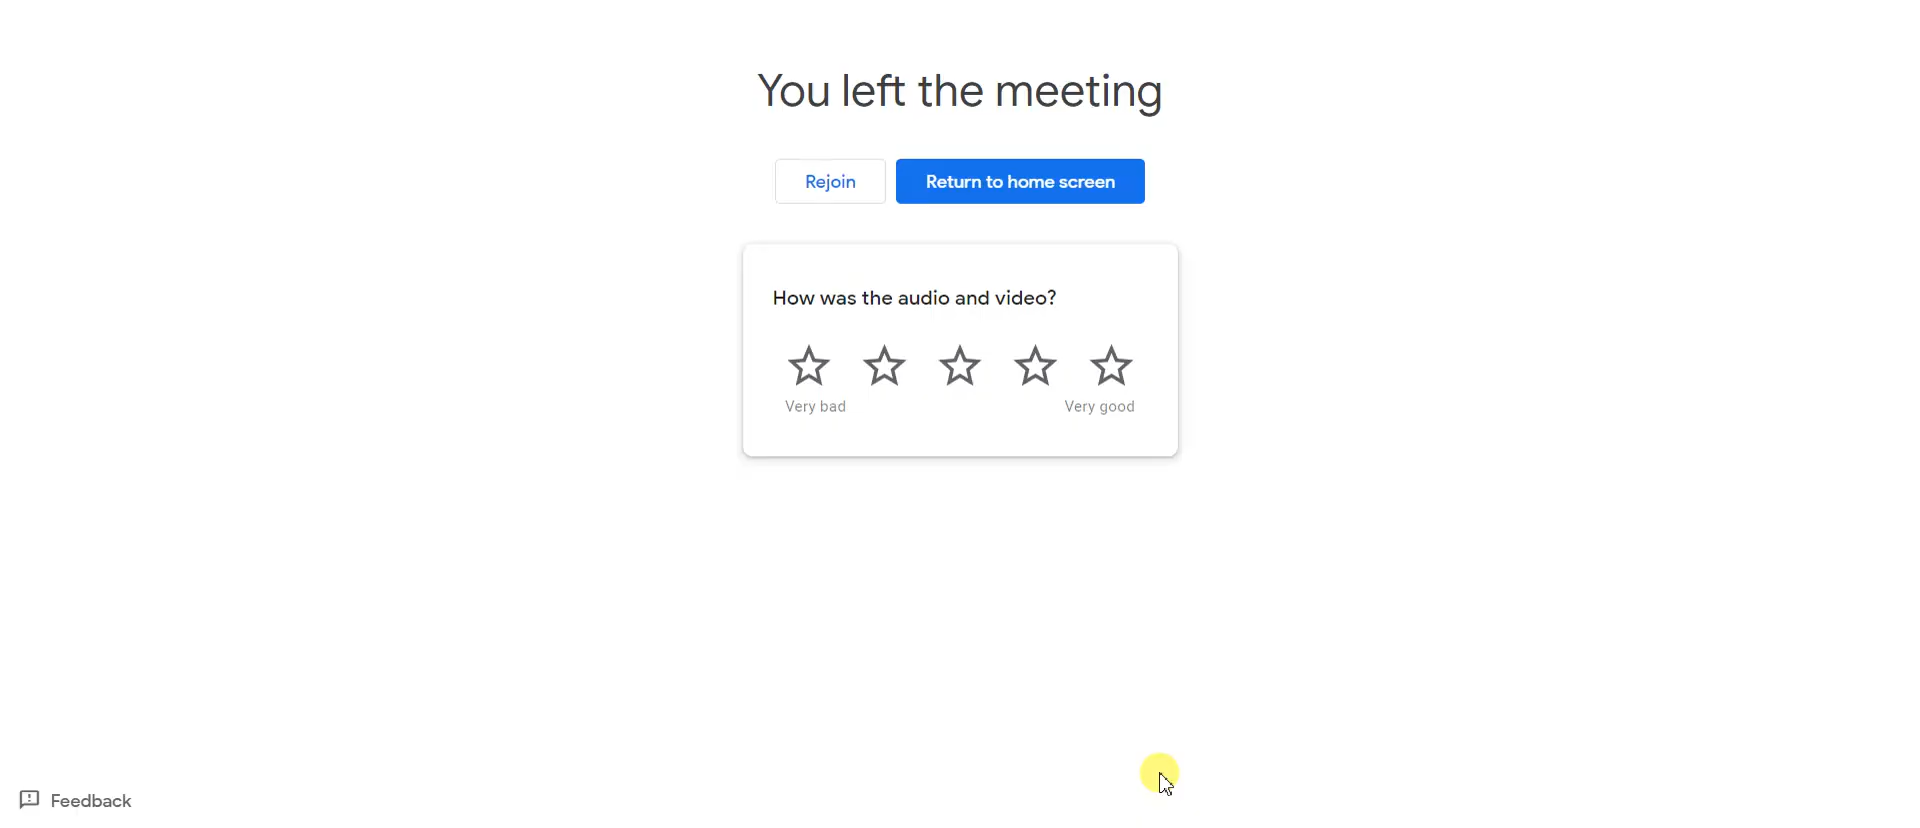 You left the meeting
Rejoin
Return to home screen
How was the audio and video?
Very bad
Very good
Feedback